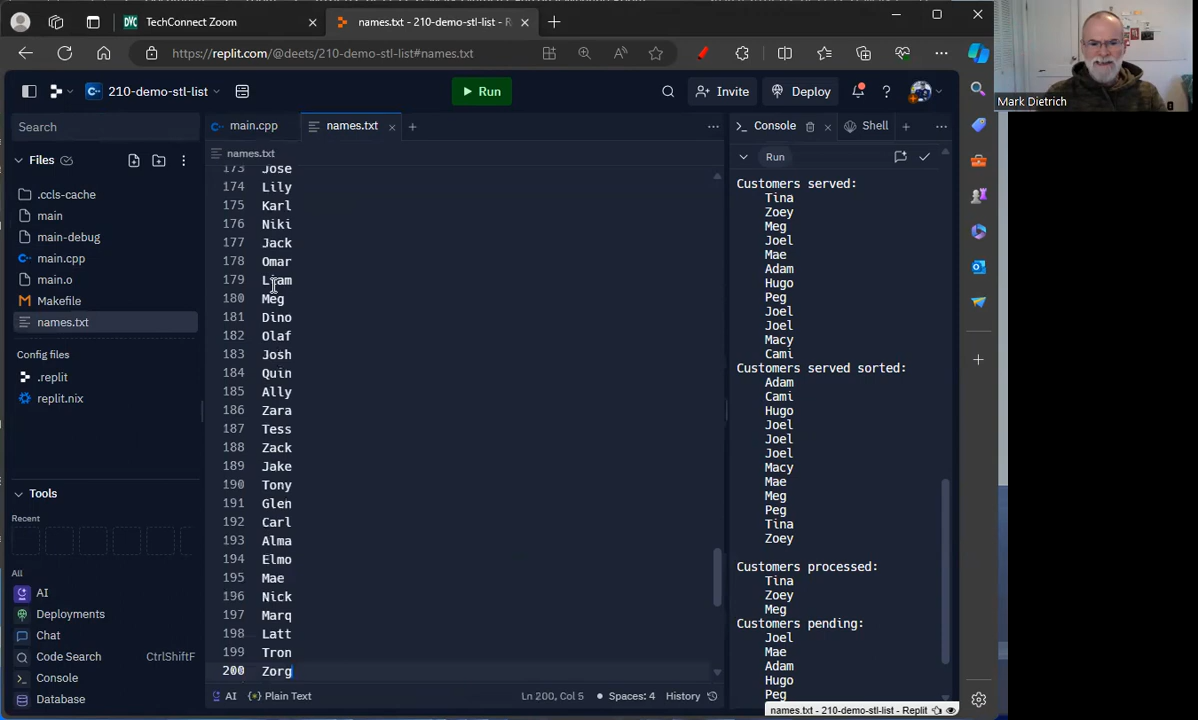 TechConnect Zoom
names.txt - 210-demo-stl-list - R
https://replit.com/@deets/210-demo-stl-list#names.txt
Mark Dietrich
210-demo-stl-list
Run
Invite
Deploy
Search
Files
.ccls-cache
main
main-debug
main.cpp
main.o
Makefile
names.txt
Config files
.replit
replit.nix
Tools
Recent
All
AI
Deployments
Chat
Code Search CtrlShiftF
Console
Database
main.cpp
names.txt
names.txt
173 Jose
174 Lily
175 Karl
176 Niki
177 Jack
178 Omar
179 Liam
180 Meg
181 Dino
182 Olaf
183 Josh
184 Quin
185 Ally
186 Zara
187 Tess
188 Zack
189 Jake
190 Tony
191 Glen
192 Carl
193 Alma
194 Elmo
195 Mae
196 Nick
197 Marq
198 Latt
199 Tron
200 Zorg
AI {•} Plain Text Ln 200, Col 5 • Spaces: 4 History
Console
Shell
Run
Customers served:
Tina
Zoey
Meg
Joel
Mae
Adam
Hugo
Peg
Joel
Joel
Macy
Cami
Customers served sorted:
Adam
Cami
Hugo
Joel
Joel
Joel
Macy
Mae
Meg
Peg
Tina
Zoey
Customers processed:
Tina
Zoey
Meg
Customers pending:
Joel
Mae
Adam
Hugo
Peg
names.txt - 210-demo-stl-list - Replit